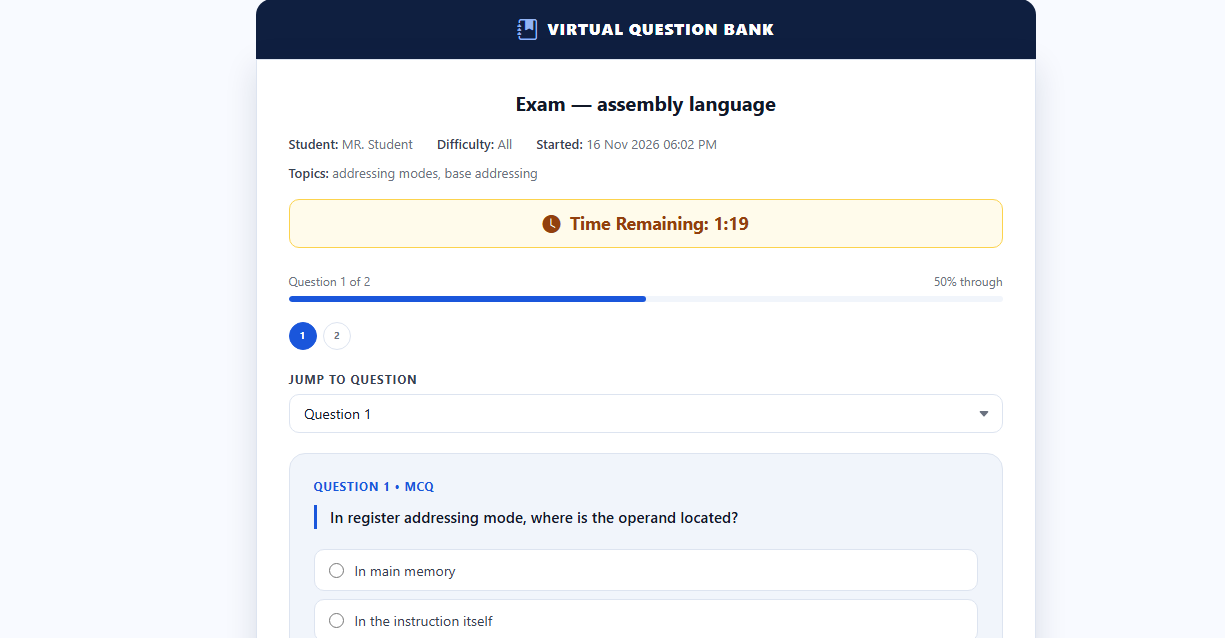 VIRTUAL QUESTION BANK
Exam — assembly language
Student: MR. Student Difficulty: All Started: 16 Nov 2026 06:02 PM
Topics: addressing modes, base addressing
Time Remaining: 1:19
Question 1 of 2 50% through
1 2
JUMP TO QUESTION
Question 1
QUESTION 1 • MCQ
In register addressing mode, where is the operand located?
In main memory
In the instruction itself